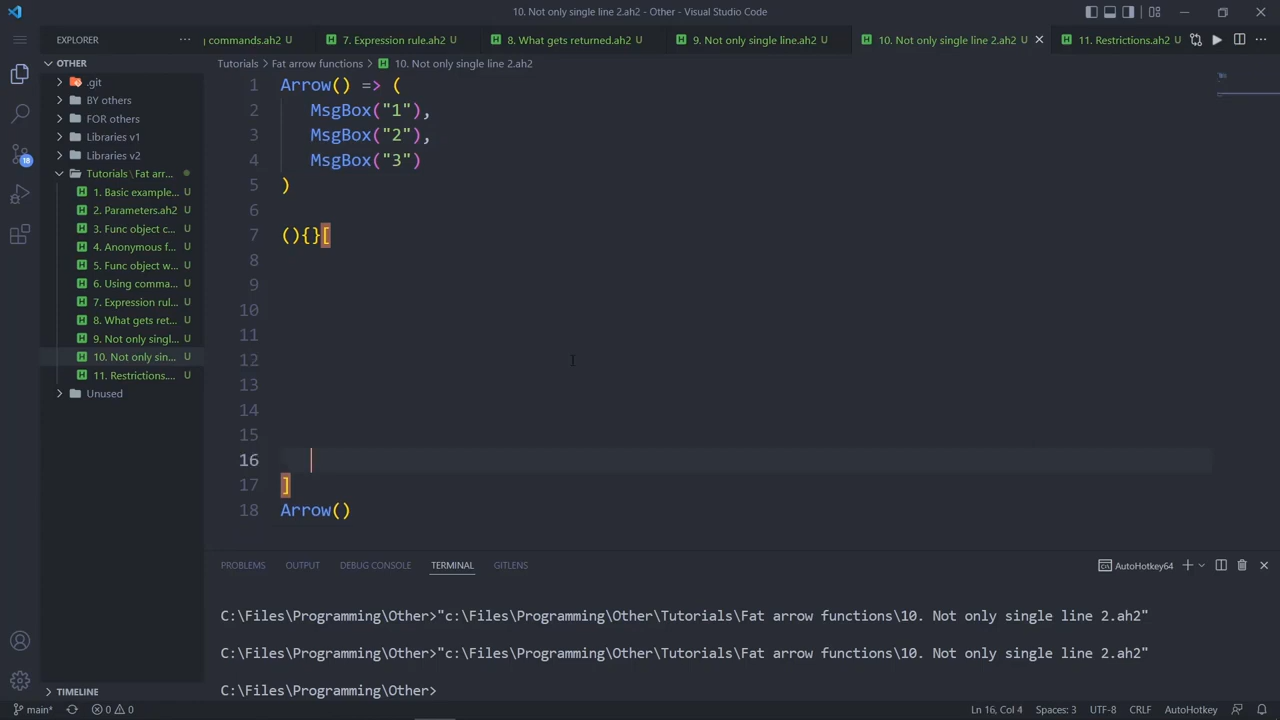 10. Not only single line 2.ah2 - Other - Visual Studio Code
EXPLORER
g commands.ah2 U
7. Expression rule.ah2 U
8. What gets returned.ah2 U
9. Not only single line.ah2 U
10. Not only single line 2.ah2 U
11. Restrictions.ah2 U
OTHER
.git
BY others
FOR others
Libraries v1
Libraries v2
Tutorials \ Fat arr...
1. Basic example... U
2. Parameters.ah2 U
3. Func object c... U
4. Anonymous f... U
5. Func object w... U
6. Using comma... U
7. Expression rul... U
8. What gets ret... U
9. Not only singl... U
10. Not only sin... U
11. Restrictions.... U
Unused
TIMELINE
Tutorials > Fat arrow functions > 10. Not only single line 2.ah2
1 Arrow() => (
2 MsgBox("1"),
3 MsgBox("2"),
4 MsgBox("3")
5 )
6
7 (){}[
8
9
10
11
12
13
14
15
16
17 ]
18 Arrow()
PROBLEMS OUTPUT DEBUG CONSOLE TERMINAL GITLENS
AutoHotkey64
C:\Files\Programming\Other>"c:\Files\Programming\Other\Tutorials\Fat arrow functions\10. Not only single line 2.ah2"
C:\Files\Programming\Other>"c:\Files\Programming\Other\Tutorials\Fat arrow functions\10. Not only single line 2.ah2"
C:\Files\Programming\Other>
18
main* 0 0 Ln 16, Col 4 Spaces: 3 UTF-8 CRLF AutoHotkey